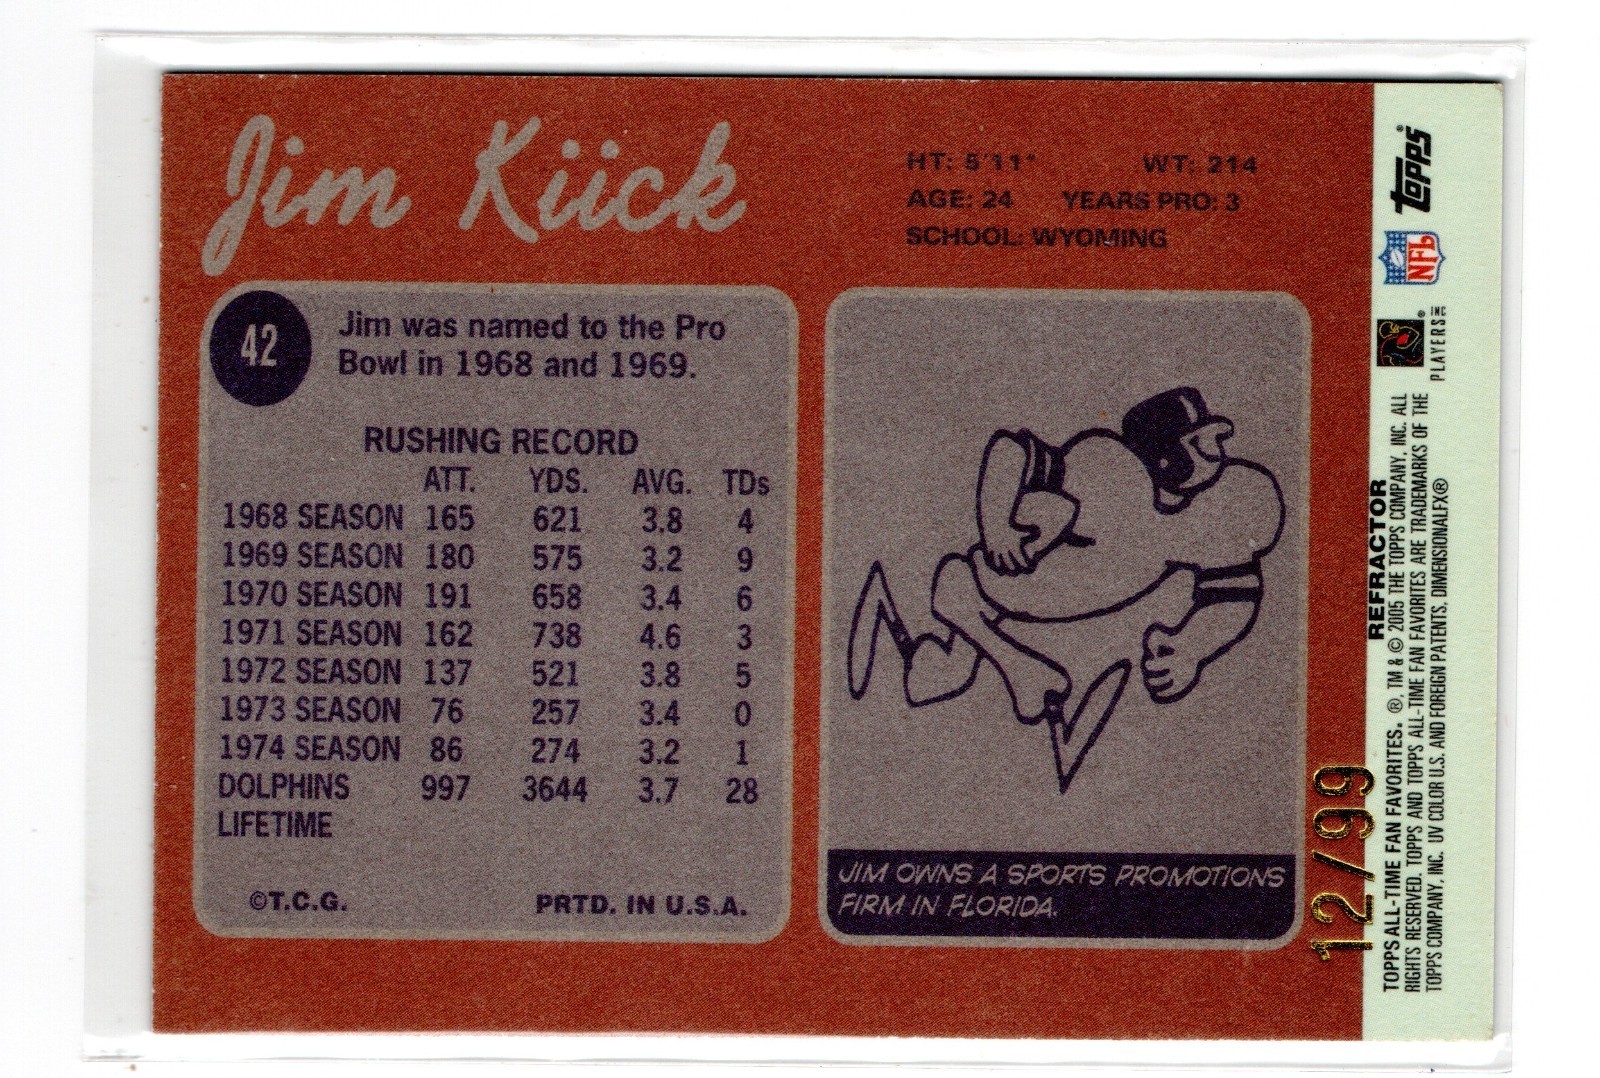 Jim Kiick
HT: 5'11" WT: 214
AGE: 24 YEARS PRO: 3
SCHOOL: WYOMING
42
Jim was named to the Pro
Bowl in 1968 and 1969.
RUSHING RECORD
ATT. YDS. AVG. TDs
1968 SEASON 165 621 3.8 4
1969 SEASON 180 575 3.2 9
1970 SEASON 191 658 3.4 6
1971 SEASON 162 738 4.6 3
1972 SEASON 137 521 3.8 5
1973 SEASON 76 257 3.4 0
1974 SEASON 86 274 3.2 1
DOLPHINS 997 3644 3.7 28
LIFETIME
©T.C.G. PRTD. IN U.S.A.
JIM OWNS A SPORTS PROMOTIONS
FIRM IN FLORIDA.
12/99
REFRACTOR
TOPPS ALL-TIME FAN FAVORITES. ®, TM & © 2005 THE TOPPS COMPANY, INC. ALL
RIGHTS RESERVED. TOPPS AND TOPPS ALL-TIME FAN FAVORITES ARE TRADEMARKS OF THE
TOPPS COMPANY, INC. UV COLOR U.S. AND FOREIGN PATENTS, DIMENSIONALFX®
PLAYERS INC ®
NFL
Topps ®